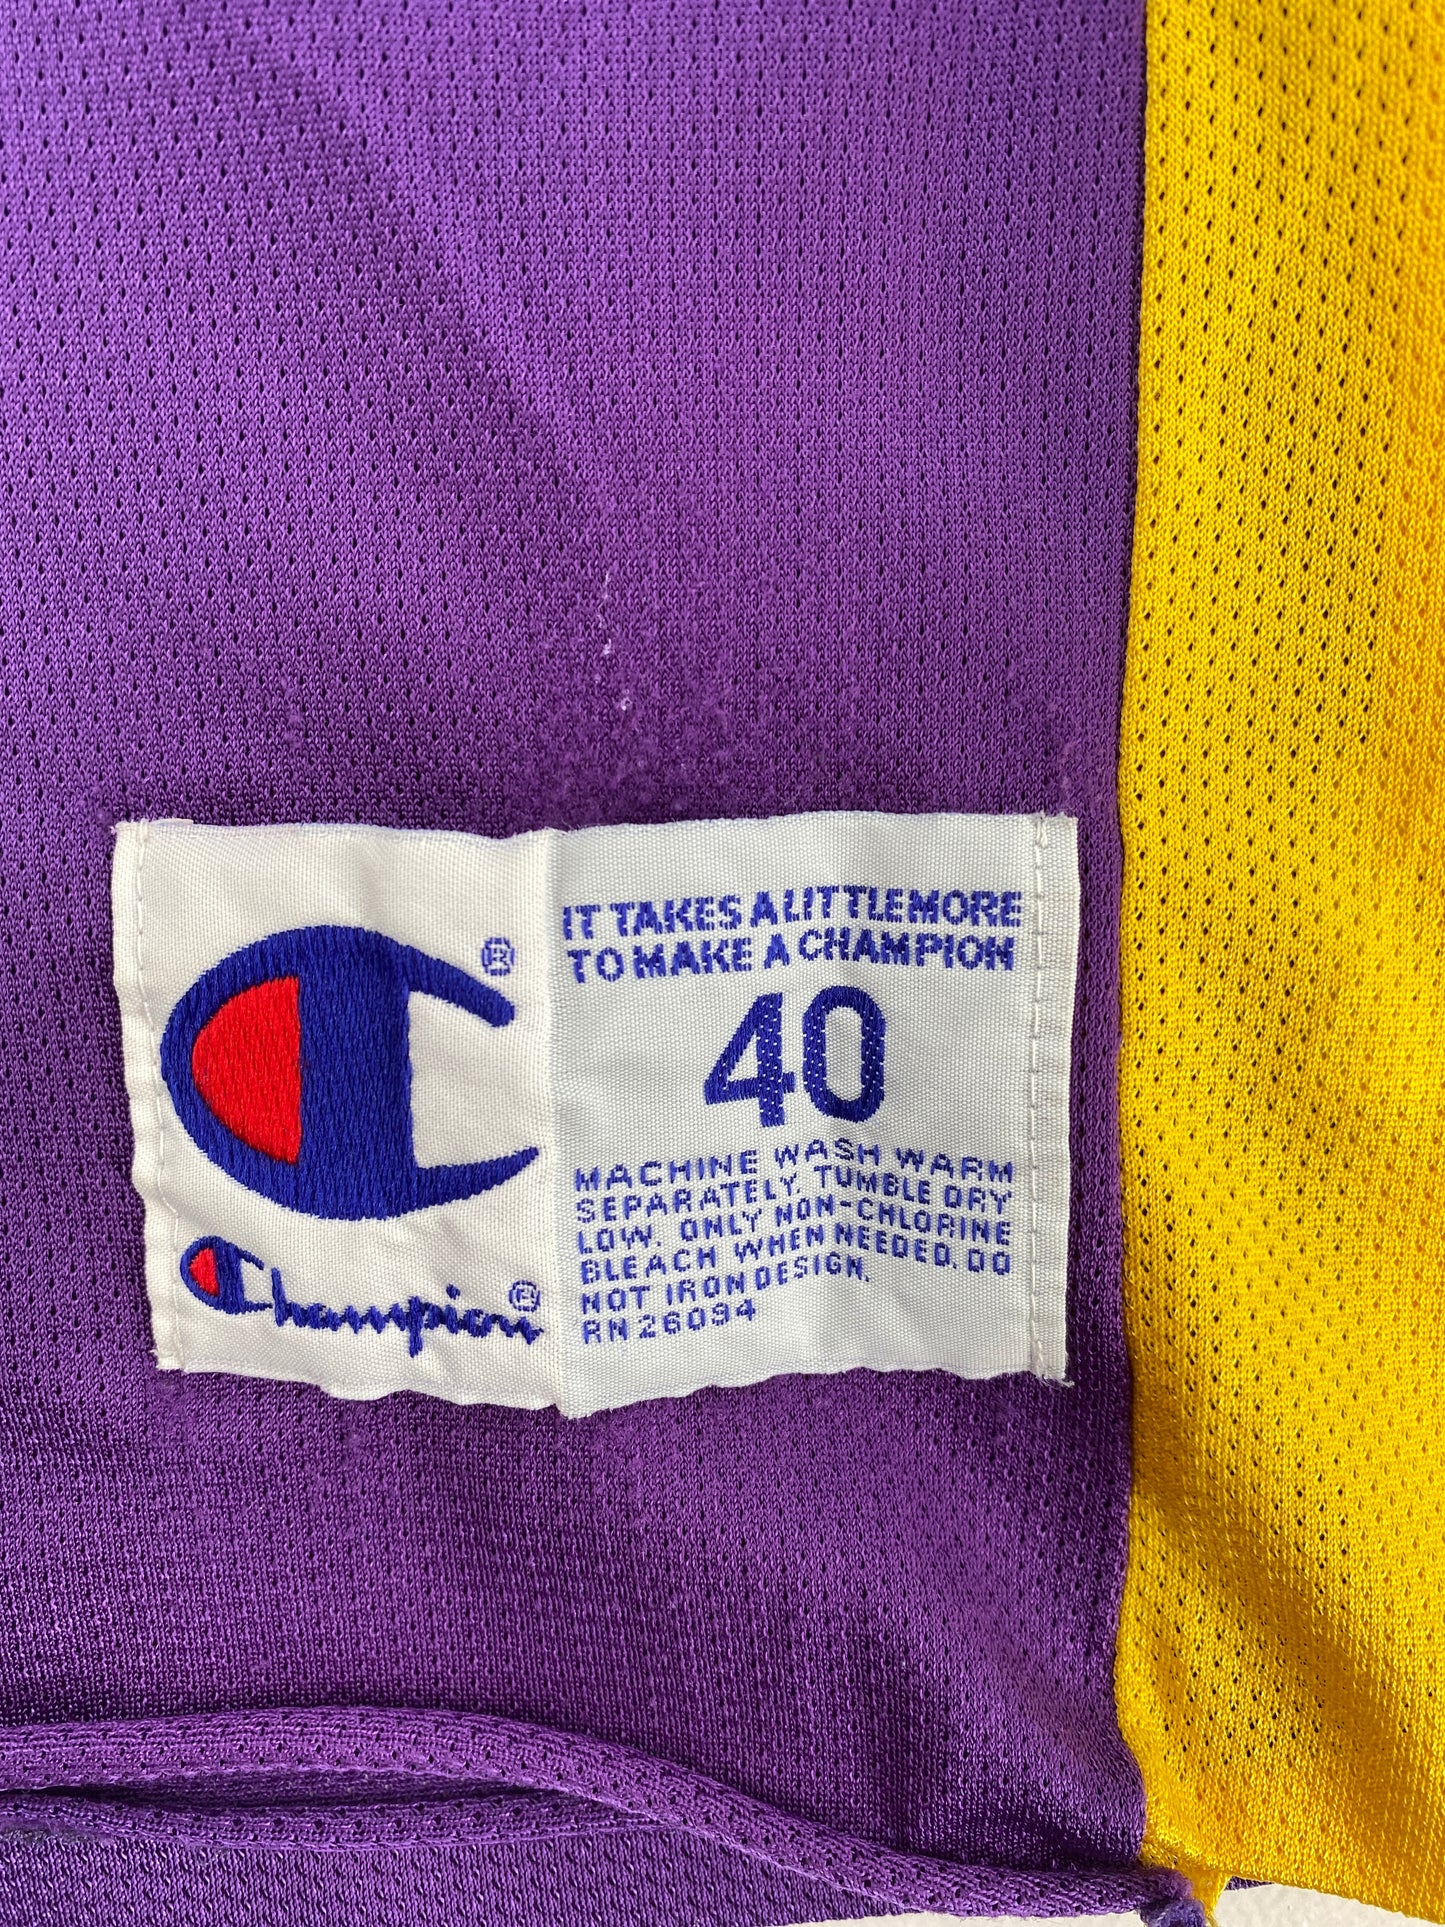 Champion®
®
IT TAKES A LITTLE MORE
TO MAKE A CHAMPION
40
MACHINE WASH WARM
SEPARATELY, TUMBLE DRY
LOW. ONLY NON-CHLORINE
BLEACH WHEN NEEDED. DO
NOT IRON DESIGN.
RN 26094